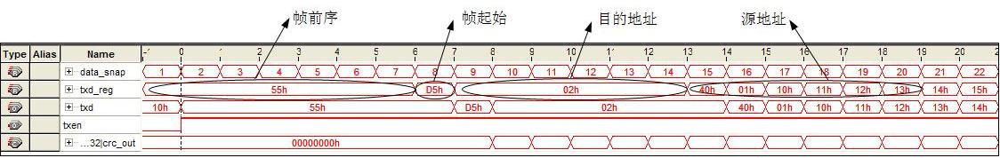 帧前序 帧起始 目的地址 源地址
Type Alias Name -1 0 1 2 3 4 5 6 7 8 9 10 11 12 13 14 15 16 17 18 19 20 21
data_snap 1 2 3 4 5 6 7 8 9 10 11 12 13 14 15 16 17 18 19 20 21 22
txd_reg 55h D5h 02h 40h 01h 10h 11h 12h 13h 14h 15h
txd 10h 55h D5h 02h 40h 01h 10h 11h 12h 13h 14h
txen
...32|crc_out 00000000h